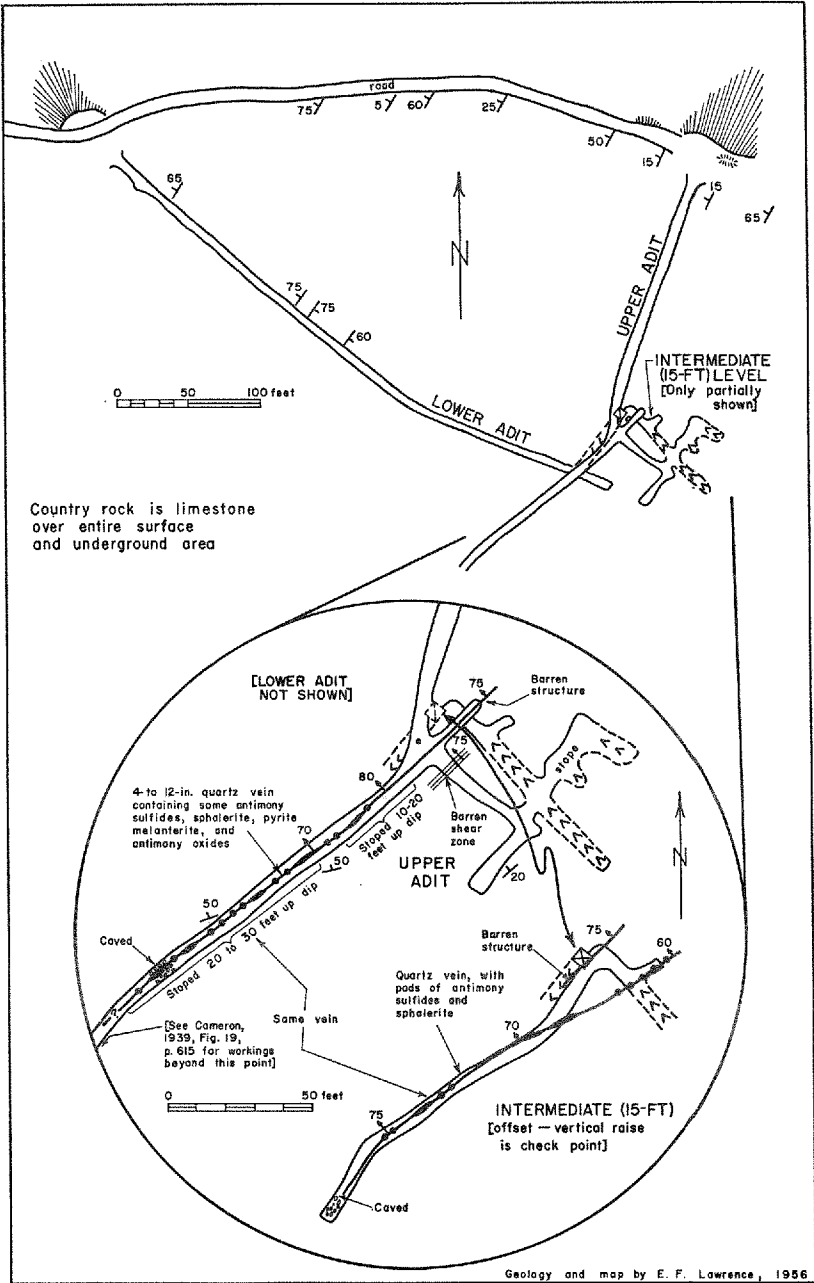 road
75
5
60
25
50
15
15
65
65
75
75
60
N
UPPER ADIT
INTERMEDIATE
(15-FT) LEVEL
[Only partially
shown]
0 50 100 feet
LOWER ADIT
Country rock is limestone
over entire surface
and underground area
[LOWER ADIT
NOT SHOWN]
75
Barren
structure
75
stope
80
4-to 12-in. quartz vein
containing some antimony
sulfides, sphalerite, pyrite
melanterite, and
antimony oxides
70
Stoped 10-20
feet up dip
Barren
shear
zone
N
50
UPPER
ADIT
20
50
Stoped 20 to 30 feet up dip
Caved
75
Barren
structure
60
Quartz vein, with
pods of antimony
sulfides and
sphalerite
?
Same vein
[See Cameron,
1939, Fig. 19,
p. 615 for workings
beyond this point]
70
0 50 feet
75
INTERMEDIATE (15-FT)
[offset — vertical raise
is check point]
Caved
Geology and map by E. F. Lawrence, 1956